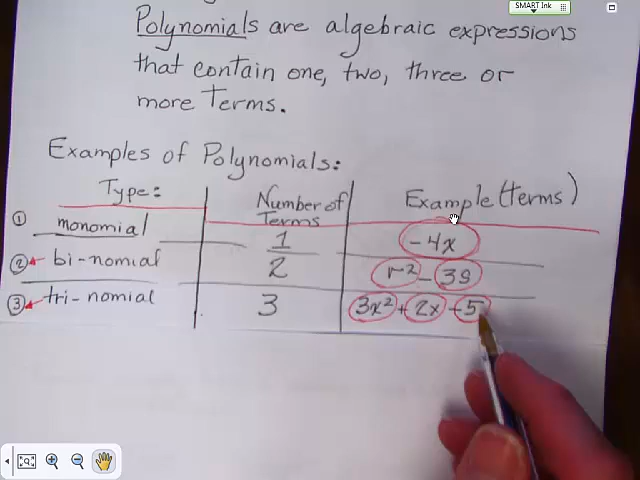 SMART Ink
Polynomials are algebraic expressions
that contain one, two, three or
more Terms.
Examples of Polynomials:
Type: Number of Terms Example (terms)
① monomial 1 -4x
② bi-nomial 2 r² - 39
③ tri-nomial 3 3x² + 2x + 5